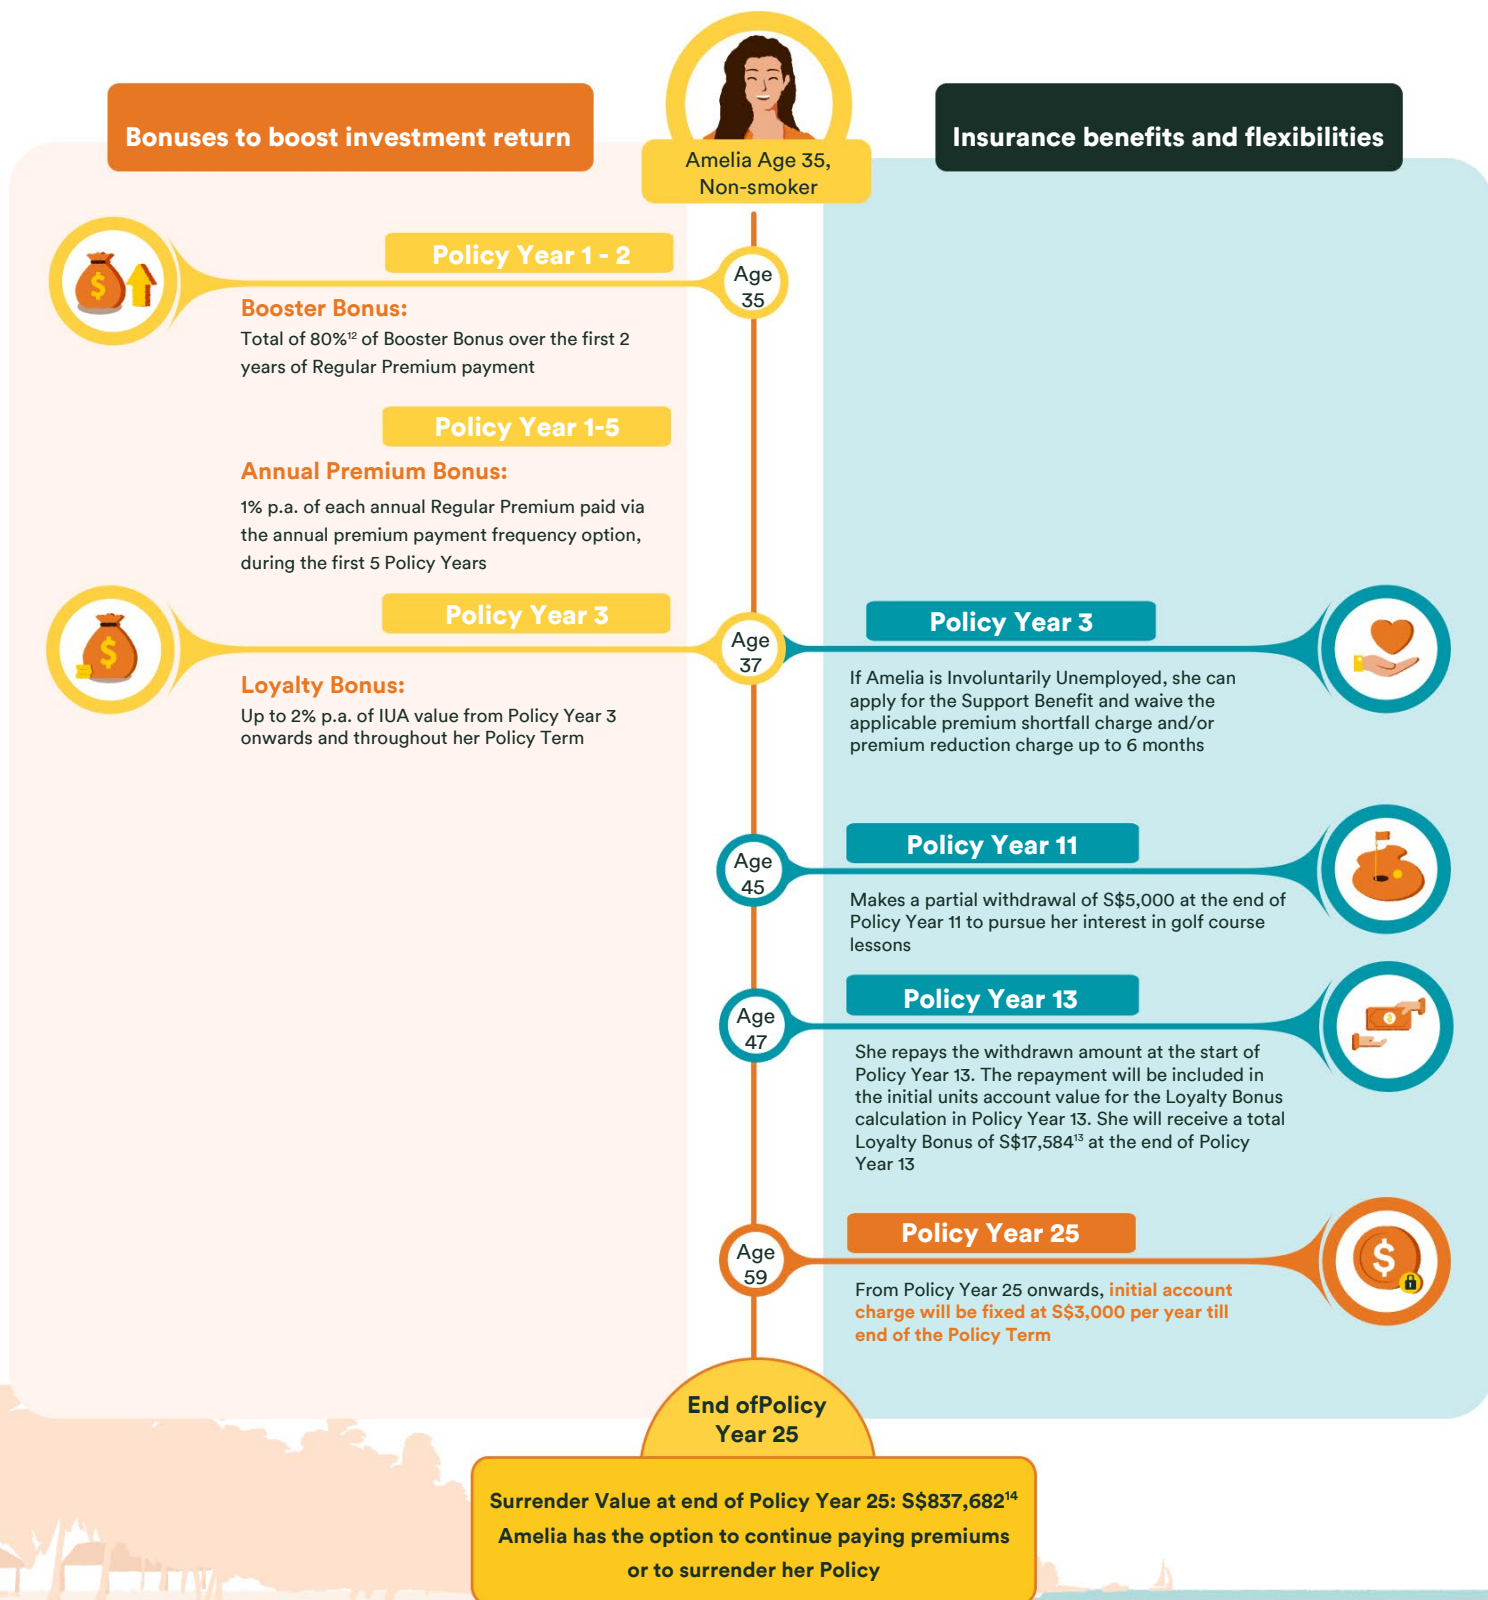 Bonuses to boost investment return
Amelia Age 35,
Non-smoker
Insurance benefits and flexibilities
Policy Year 1 - 2
Age
35
Booster Bonus:
Total of 80%¹² of Booster Bonus over the first 2
years of Regular Premium payment
Policy Year 1-5
Annual Premium Bonus:
1% p.a. of each annual Regular Premium paid via
the annual premium payment frequency option,
during the first 5 Policy Years
Policy Year 3
Age
37
Loyalty Bonus:
Up to 2% p.a. of IUA value from Policy Year 3
onwards and throughout her Policy Term
Policy Year 3
If Amelia is Involuntarily Unemployed, she can
apply for the Support Benefit and waive the
applicable premium shortfall charge and/or
premium reduction charge up to 6 months
Age
45
Policy Year 11
Makes a partial withdrawal of S$5,000 at the end of
Policy Year 11 to pursue her interest in golf course
lessons
Age
47
Policy Year 13
She repays the withdrawn amount at the start of
Policy Year 13. The repayment will be included in
the initial units account value for the Loyalty Bonus
calculation in Policy Year 13. She will receive a total
Loyalty Bonus of S$17,584¹³ at the end of Policy
Year 13
Age
59
Policy Year 25
From Policy Year 25 onwards, initial account
charge will be fixed at S$3,000 per year till
end of the Policy Term
End ofPolicy
Year 25
Surrender Value at end of Policy Year 25: S$837,682¹⁴
Amelia has the option to continue paying premiums
or to surrender her Policy